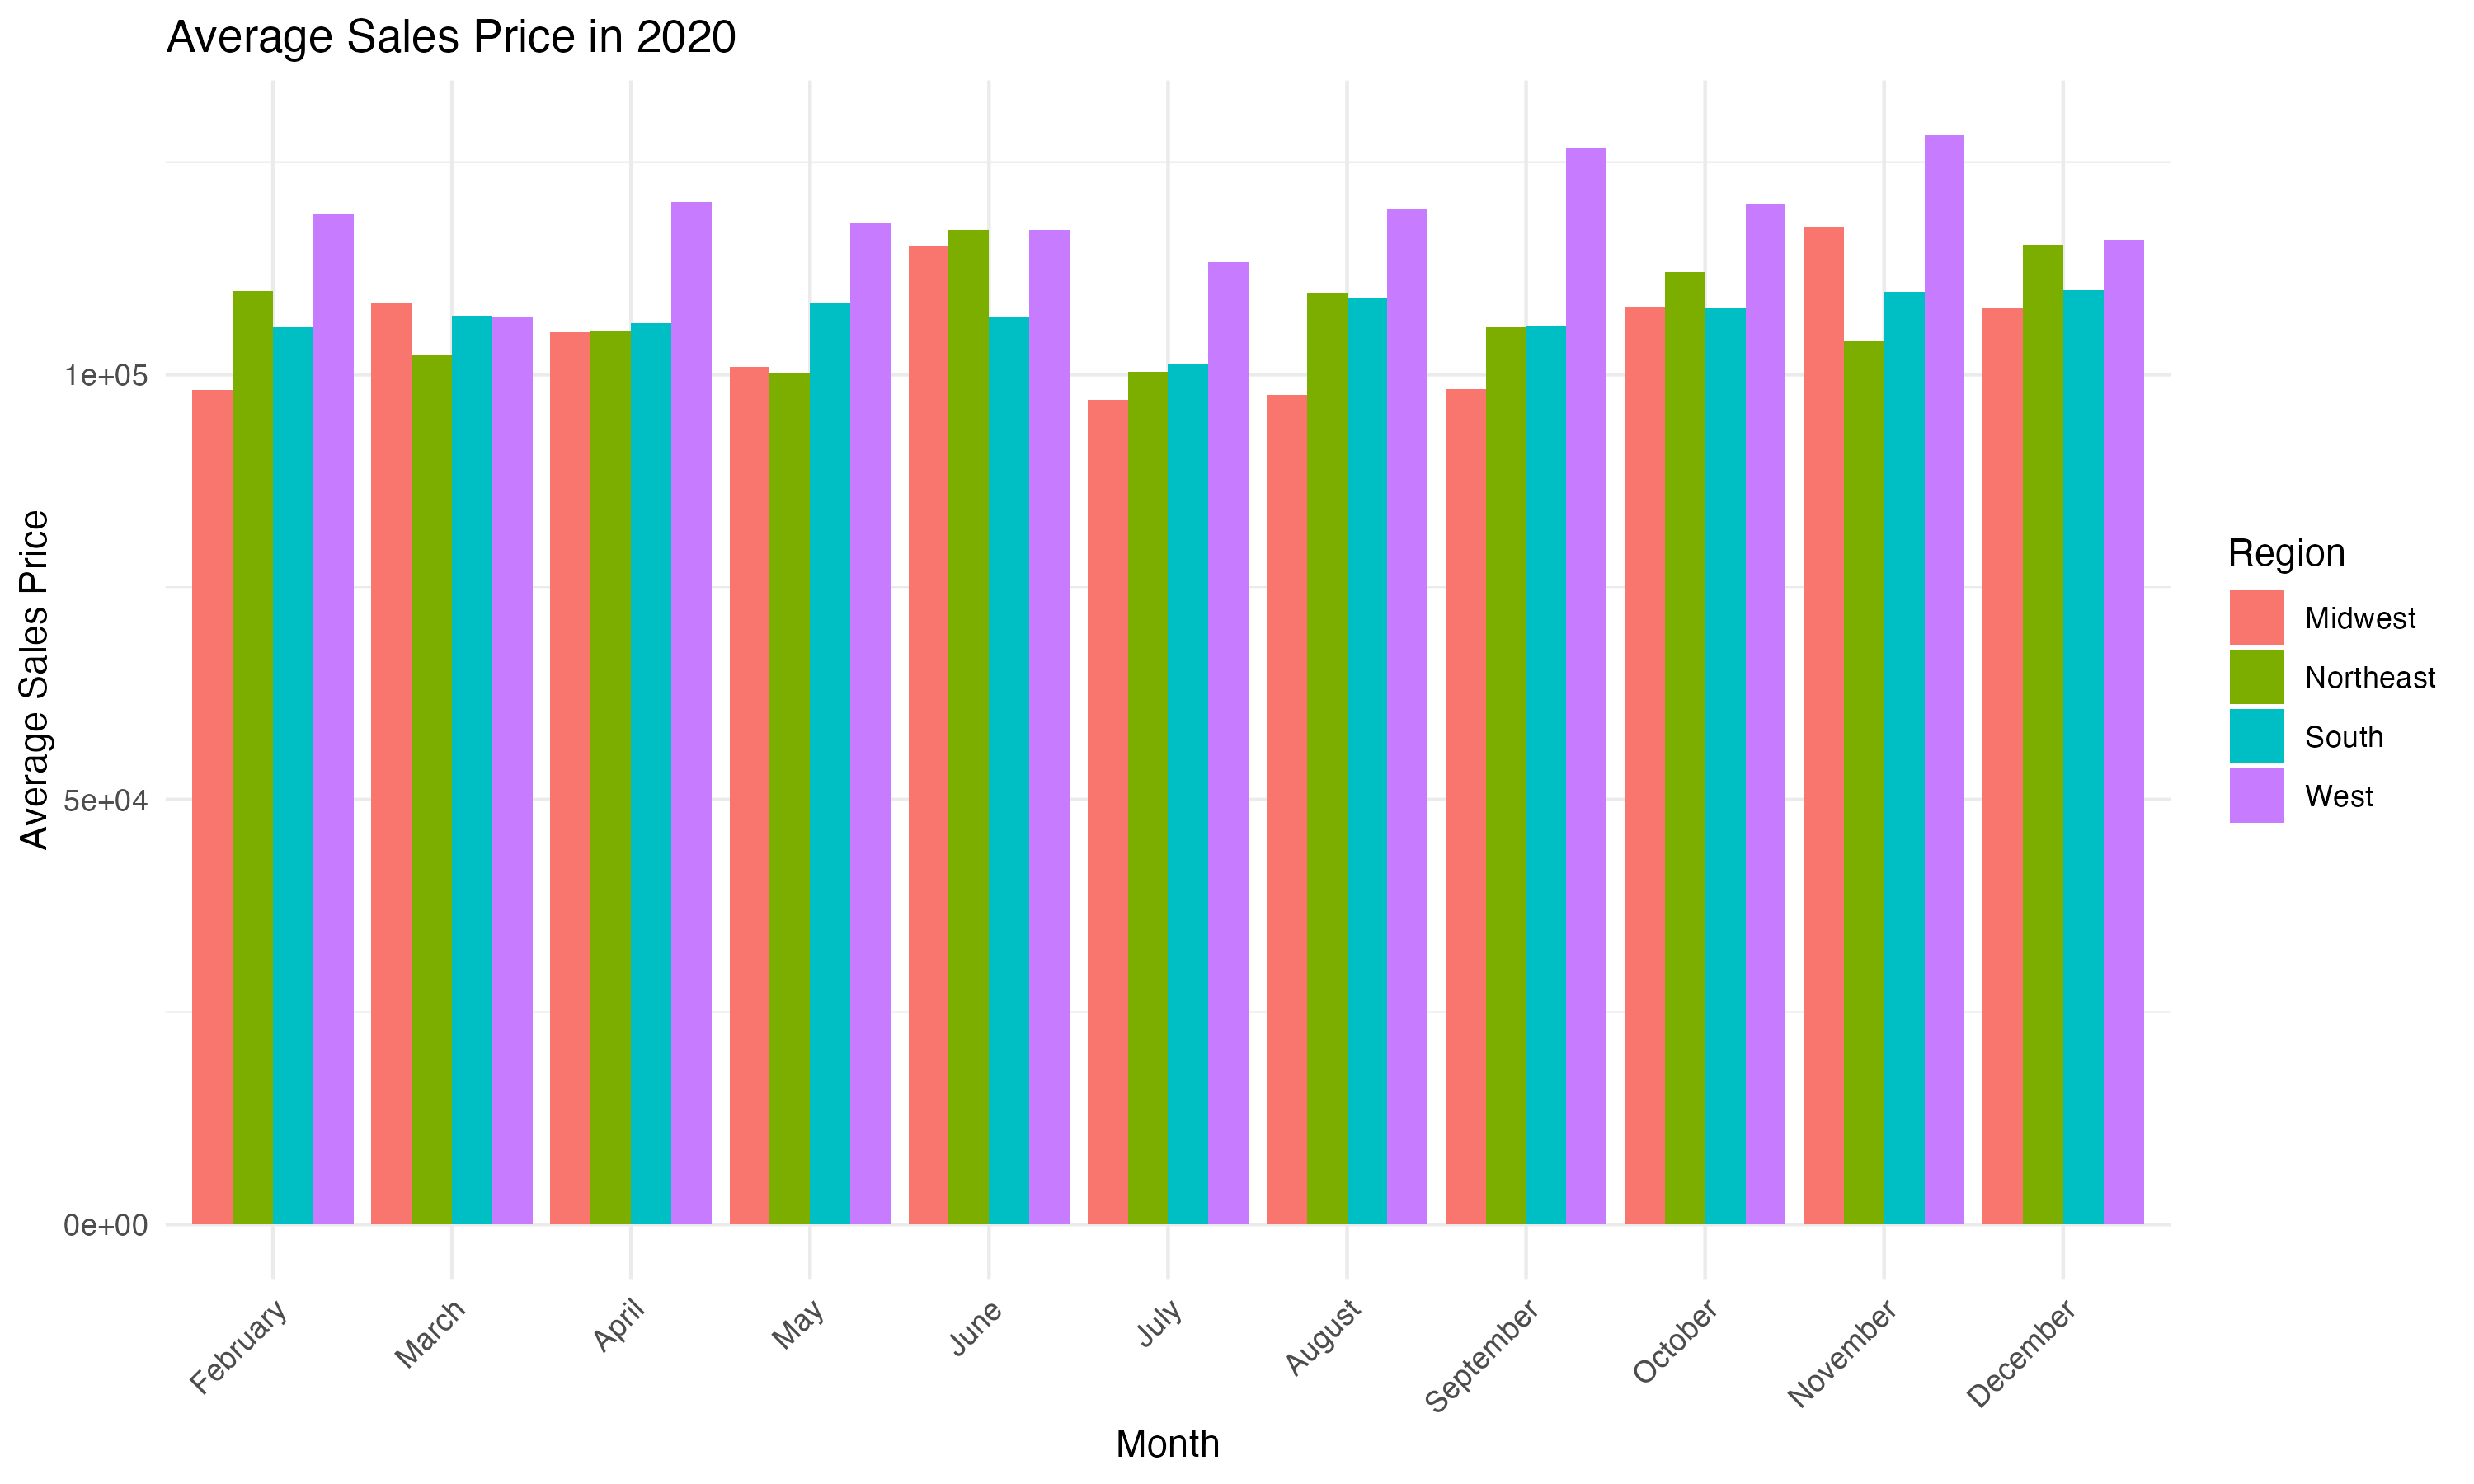 Average Sales Price in 2020
Average Sales Price
1e+05
5e+04
0e+00
February
March
April
May
June
July
August
September
October
November
December
Month
Region
Midwest
Northeast
South
West